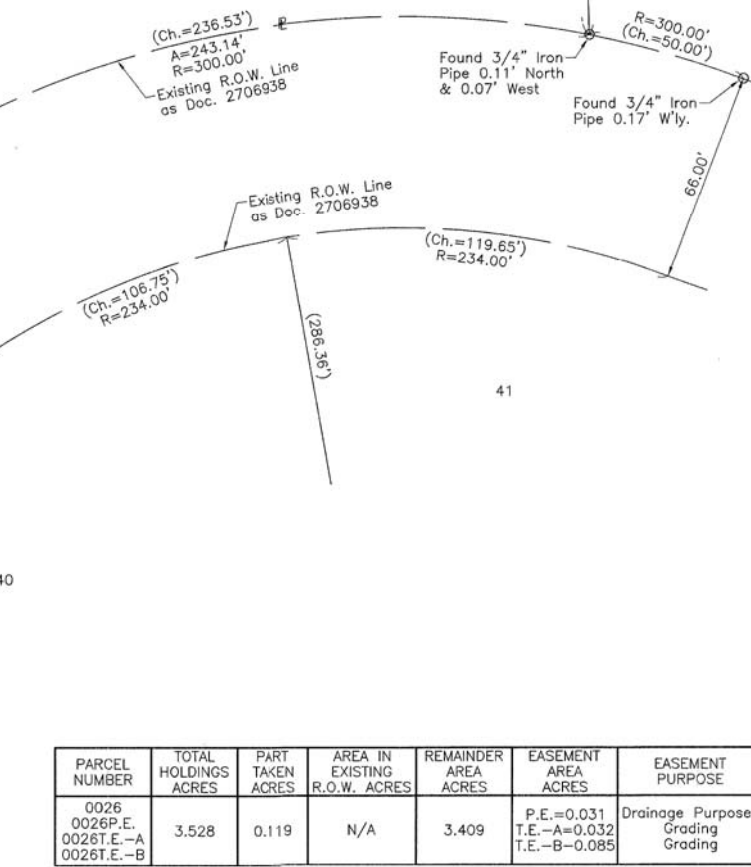 (Ch.=236.53')
A=243.14'
R=300.00'
Existing R.O.W. Line
as Doc. 2706938
R=300.00'
(Ch.=50.00')
Found 3/4" Iron
Pipe 0.11' North
& 0.07' West
Found 3/4" Iron
Pipe 0.17' W'ly.
66.00'
Existing R.O.W. Line
as Doc. 2706938
(Ch.=119.65')
R=234.00'
(Ch.=106.75')
R=234.00'
(286.36')
41
40
PARCEL NUMBER
TOTAL HOLDINGS ACRES
PART TAKEN ACRES
AREA IN EXISTING R.O.W. ACRES
REMAINDER AREA ACRES
EASEMENT AREA ACRES
EASEMENT PURPOSE
0026
0026P.E.
0026T.E.-A
0026T.E.-B
3.528
0.119
N/A
3.409
P.E.=0.031
T.E.-A=0.032
T.E.-B-0.085
Drainage Purpose
Grading
Grading